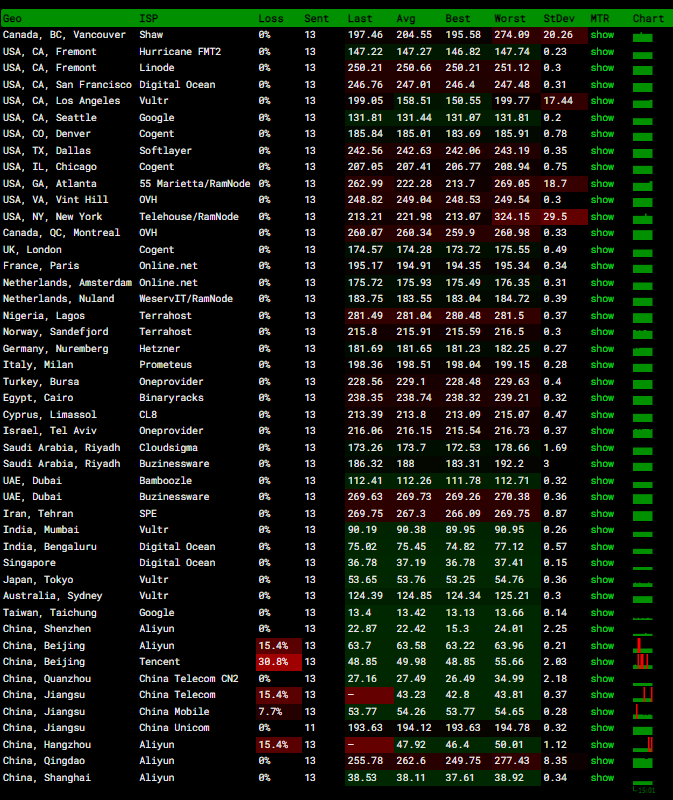 Geo ISP Loss Sent Last Avg Best Worst StDev MTR Chart
Canada, BC, Vancouver Shaw 0% 13 197.46 204.55 195.58 274.09 20.26 show
USA, CA, Fremont Hurricane FMT2 0% 13 147.22 147.27 146.82 147.74 0.23 show
USA, CA, Fremont Linode 0% 13 250.21 250.66 250.21 251.12 0.3 show
USA, CA, San Francisco Digital Ocean 0% 13 246.76 247.01 246.4 247.48 0.31 show
USA, CA, Los Angeles Vultr 0% 13 199.05 158.51 150.55 199.77 17.44 show
USA, CA, Seattle Google 0% 13 131.81 131.44 131.07 131.81 0.2 show
USA, CO, Denver Cogent 0% 13 185.84 185.01 183.69 185.91 0.78 show
USA, TX, Dallas Softlayer 0% 13 242.56 242.63 242.06 243.19 0.35 show
USA, IL, Chicago Cogent 0% 13 207.05 207.41 206.77 208.94 0.75 show
USA, GA, Atlanta 55 Marietta/RamNode 0% 13 262.99 222.28 213.7 269.05 18.7 show
USA, VA, Vint Hill OVH 0% 13 248.82 249.04 248.53 249.54 0.3 show
USA, NY, New York Telehouse/RamNode 0% 13 213.21 221.98 213.07 324.15 29.5 show
Canada, QC, Montreal OVH 0% 13 260.07 260.34 259.9 260.98 0.33 show
UK, London Cogent 0% 13 174.57 174.28 173.72 175.55 0.49 show
France, Paris Online.net 0% 13 195.17 194.91 194.35 195.34 0.34 show
Netherlands, Amsterdam Online.net 0% 13 175.72 175.93 175.49 176.35 0.31 show
Netherlands, Nuland WeservIT/RamNode 0% 13 183.75 183.55 183.04 184.72 0.39 show
Nigeria, Lagos Terrahost 0% 13 281.49 281.04 280.48 281.5 0.37 show
Norway, Sandefjord Terrahost 0% 13 215.8 215.91 215.59 216.5 0.3 show
Germany, Nuremberg Hetzner 0% 13 181.69 181.65 181.23 182.25 0.27 show
Italy, Milan Prometeus 0% 13 198.36 198.51 198.04 199.15 0.28 show
Turkey, Bursa Oneprovider 0% 13 228.56 229.1 228.48 229.63 0.4 show
Egypt, Cairo Binaryracks 0% 13 238.35 238.74 238.32 239.21 0.32 show
Cyprus, Limassol CL8 0% 13 213.39 213.8 213.09 215.07 0.47 show
Israel, Tel Aviv Oneprovider 0% 13 216.06 216.15 215.54 216.73 0.37 show
Saudi Arabia, Riyadh Cloudsigma 0% 13 173.26 173.7 172.53 178.66 1.69 show
Saudi Arabia, Riyadh Buzinessware 0% 13 186.32 188 183.31 192.2 3 show
UAE, Dubai Bamboozle 0% 13 112.41 112.26 111.78 112.71 0.32 show
UAE, Dubai Buzinessware 0% 13 269.63 269.73 269.26 270.38 0.36 show
Iran, Tehran SPE 0% 13 269.75 267.3 266.09 269.75 0.87 show
India, Mumbai Vultr 0% 13 90.19 90.38 89.95 90.95 0.26 show
India, Bengaluru Digital Ocean 0% 13 75.02 75.45 74.82 77.12 0.57 show
Singapore Digital Ocean 0% 13 36.78 37.19 36.78 37.41 0.15 show
Japan, Tokyo Vultr 0% 13 53.65 53.76 53.25 54.76 0.36 show
Australia, Sydney Vultr 0% 13 124.39 124.85 124.34 125.21 0.3 show
Taiwan, Taichung Google 0% 13 13.4 13.42 13.13 13.66 0.14 show
China, Shenzhen Aliyun 0% 13 22.87 22.42 15.3 24.01 2.25 show
China, Beijing Aliyun 15.4% 13 63.7 63.58 63.22 63.96 0.21 show
China, Beijing Tencent 30.8% 13 48.85 49.98 48.85 55.66 2.03 show
China, Quanzhou China Telecom CN2 0% 13 27.16 27.49 26.49 34.99 2.18 show
China, Jiangsu China Telecom 15.4% 13 – 43.23 42.8 43.81 0.37 show
China, Jiangsu China Mobile 7.7% 13 53.77 54.26 53.77 54.65 0.28 show
China, Jiangsu China Unicom 0% 11 193.63 194.12 193.63 194.78 0.32 show
China, Hangzhou Aliyun 15.4% 13 – 47.92 46.4 50.01 1.12 show
China, Qingdao Aliyun 0% 13 255.78 262.6 249.75 277.43 8.35 show
China, Shanghai Aliyun 0% 13 38.53 38.11 37.61 38.92 0.34 show